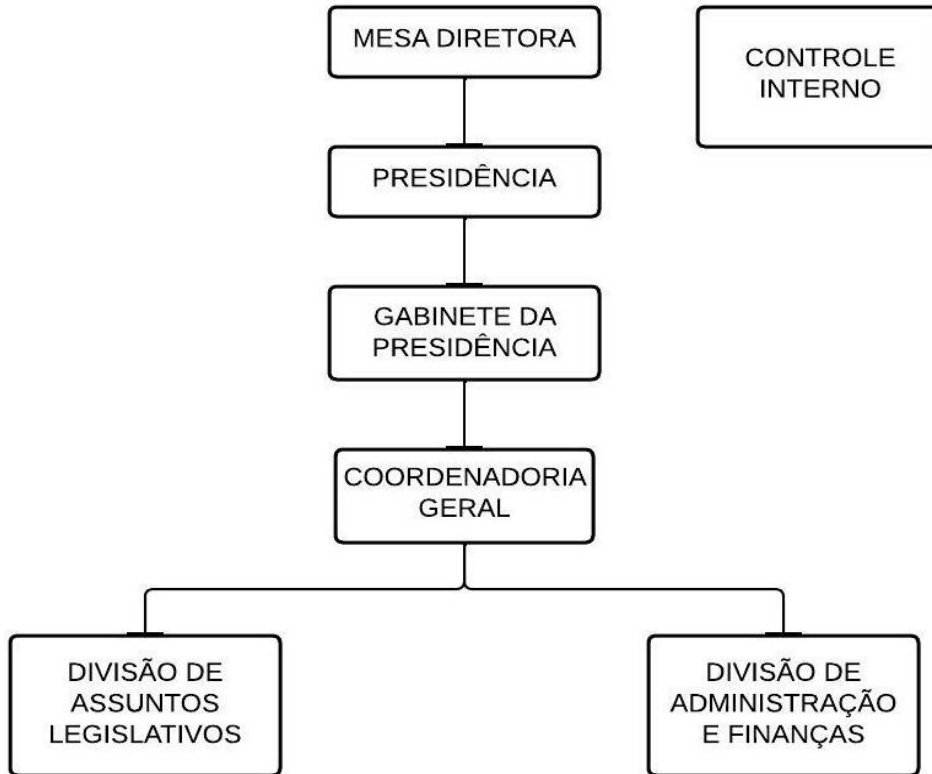 MESA DIRETORA
CONTROLE
INTERNO
PRESIDÊNCIA
GABINETE DA
PRESIDÊNCIA
COORDENADORIA
GERAL
DIVISÃO DE
ASSUNTOS
LEGISLATIVOS
DIVISÃO DE
ADMINISTRAÇÃO
E FINANÇAS